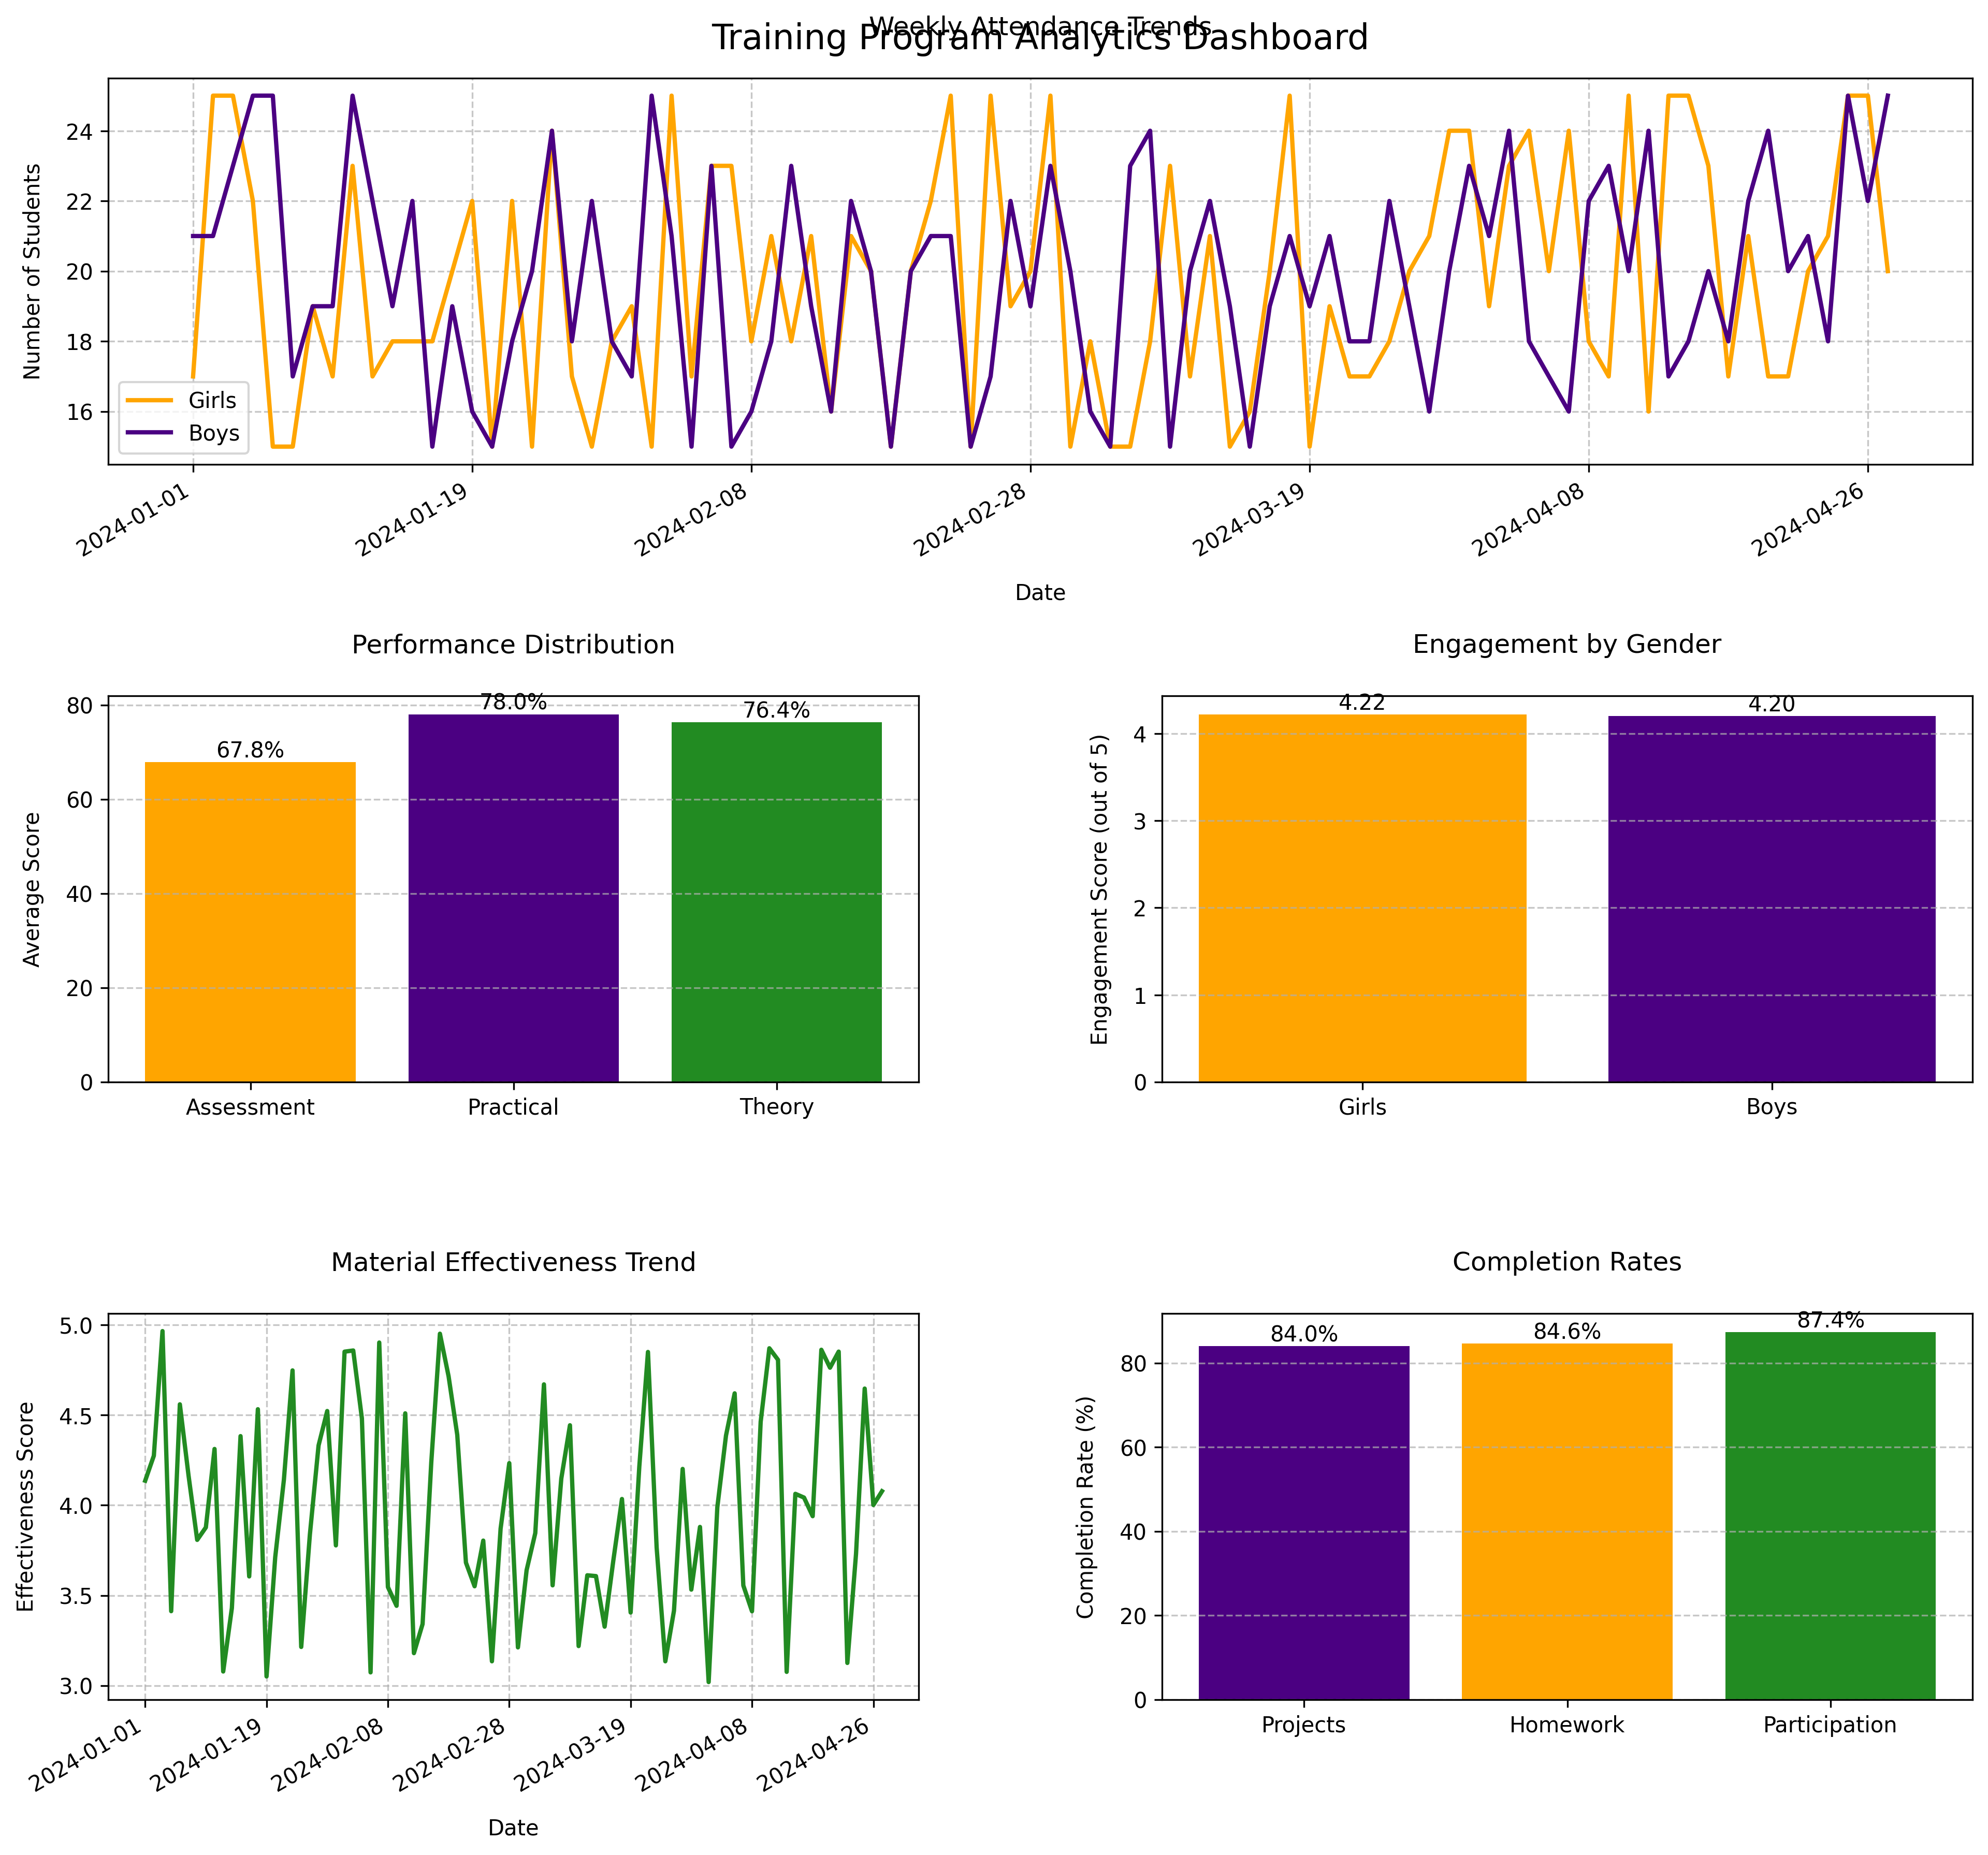 Weekly Attendance Trends
Training Program Analytics Dashboard
Number of Students
24
22
20
18
16
Girls
Boys
2024-01-01
2024-01-19
2024-02-08
2024-02-28
2024-03-19
2024-04-08
2024-04-26
Date
Performance Distribution
Average Score
80
60
40
20
0
67.8%
78.0%
76.4%
Assessment
Practical
Theory
Engagement by Gender
Engagement Score (out of 5)
4
3
2
1
0
4.22
4.20
Girls
Boys
Material Effectiveness Trend
Effectiveness Score
5.0
4.5
4.0
3.5
3.0
2024-01-01
2024-01-19
2024-02-08
2024-02-28
2024-03-19
2024-04-08
2024-04-26
Date
Completion Rates
Completion Rate (%)
80
60
40
20
0
84.0%
84.6%
87.4%
Projects
Homework
Participation